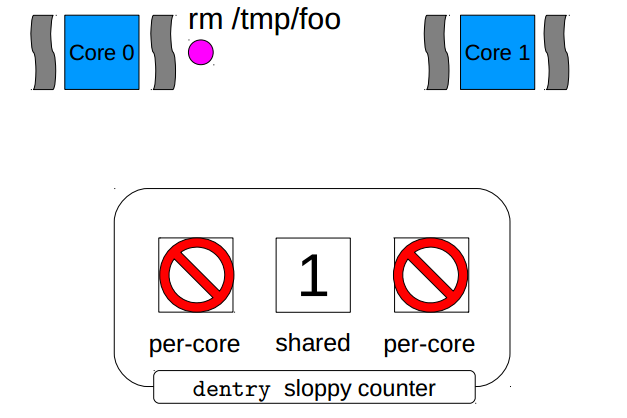 rm /tmp/foo
Core 0
Core 1
1
per-core
shared
per-core
dentry sloppy counter